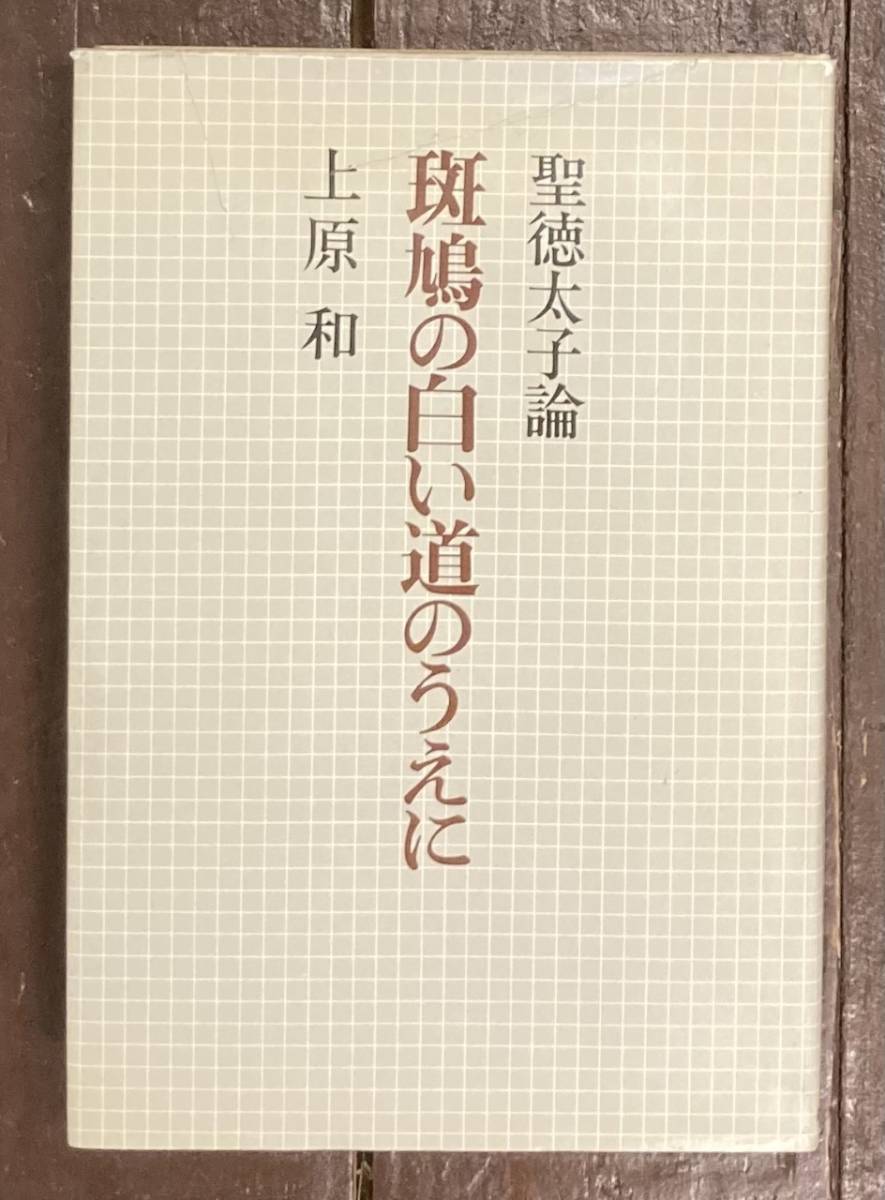 聖徳太子論
斑鳩の白い道のうえに
上原和